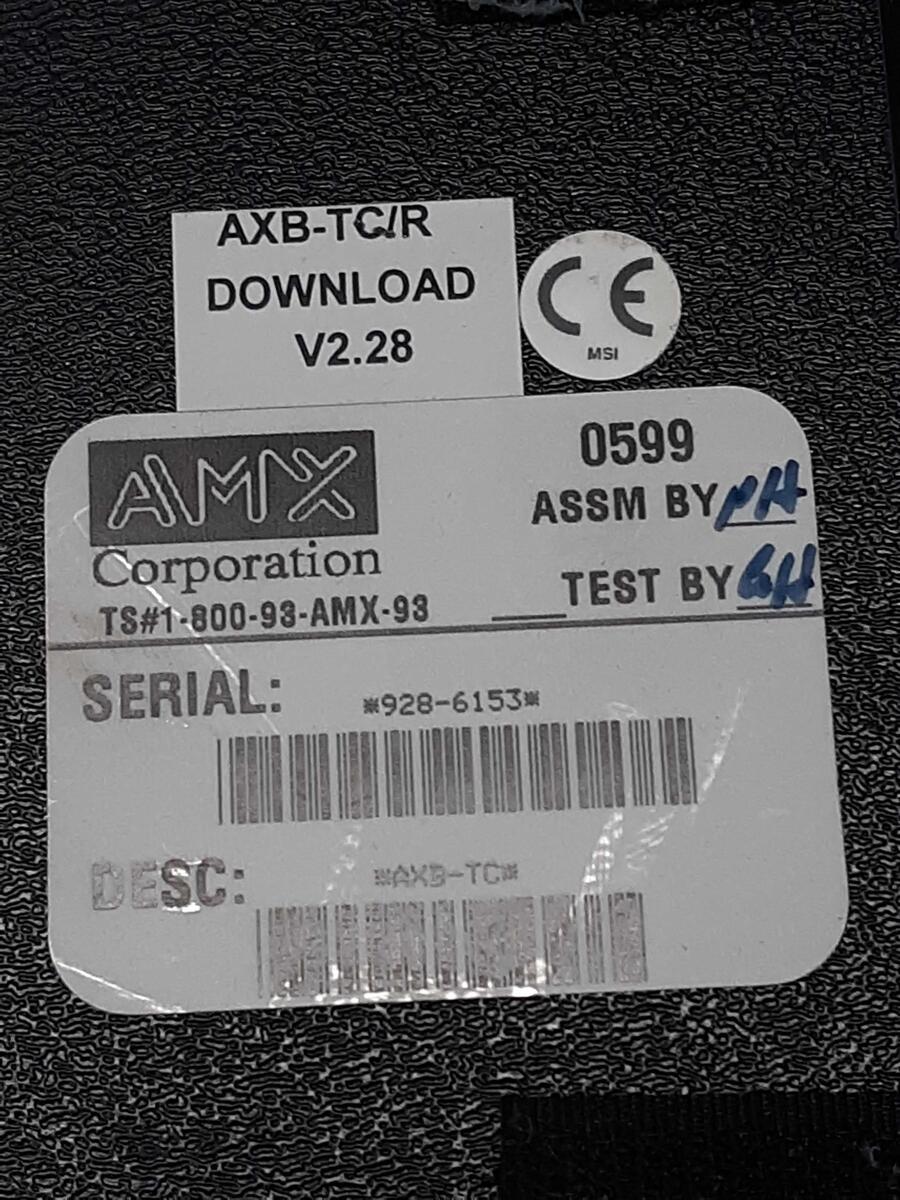 AXB-TC/R
DOWNLOAD
V2.28
CE
MSI
AMX
Corporation
TS#1-800-93-AMX-93
0599
ASSM BY
TEST BY GH
SERIAL: *928-6153*
DESC: *AXB-TC*